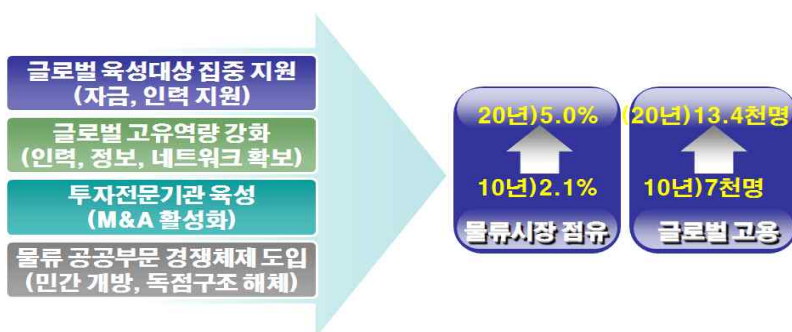 글로벌 육성대상 집중 지원
(자금, 인력 지원)
글로벌 고유역량 강화
(인력, 정보, 네트워크 확보)
투자전문기관 육성
(M&A 활성화)
물류 공공부문 경쟁체제 도입
(민간 개방, 독점구조 해체)
20년)5.0%
10년)2.1%
물류시장 점유
(20년)13.4천명
10년)7천명
글로벌 고용